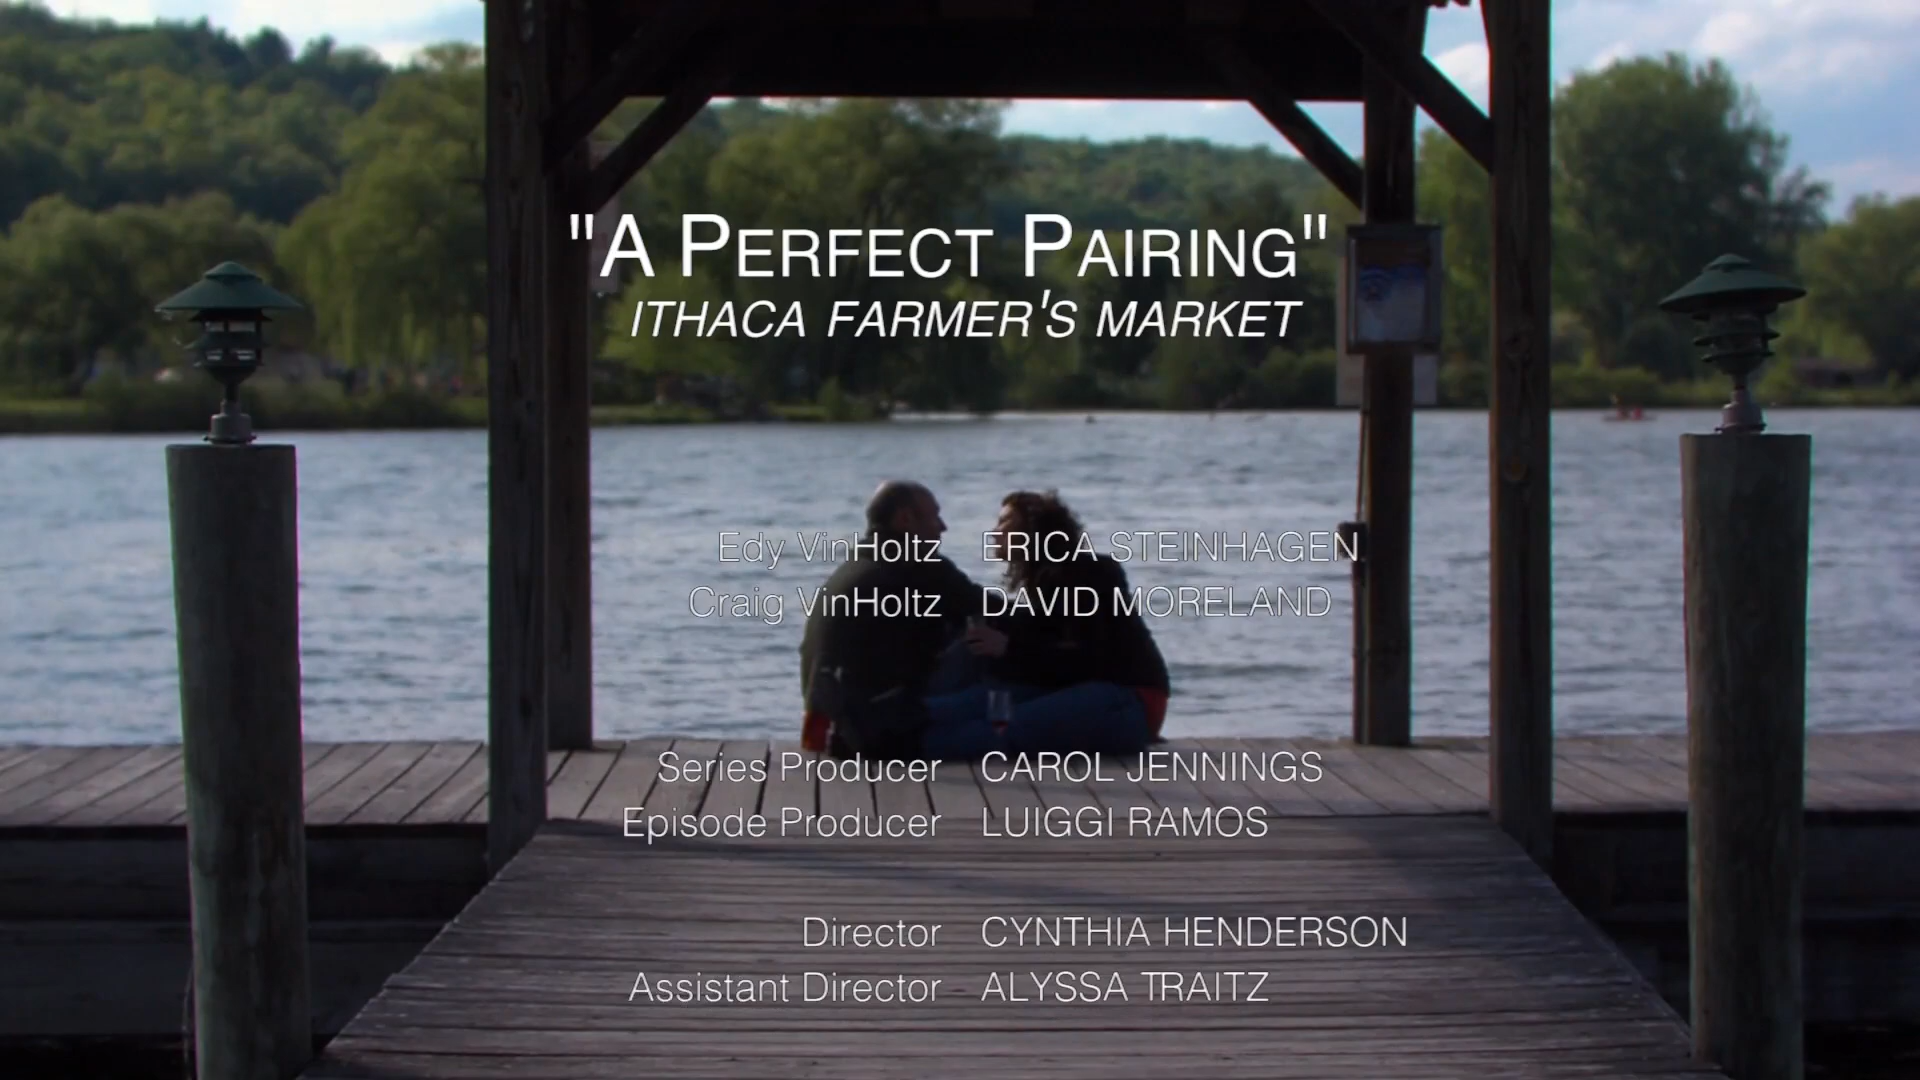 "A PERFECT PAIRING"
ITHACA FARMER'S MARKET
Edy VinHoltz ERICA STEINHAGEN
Craig VinHoltz DAVID MORELAND
Series Producer CAROL JENNINGS
Episode Producer LUIGGI RAMOS
Director CYNTHIA HENDERSON
Assistant Director ALYSSA TRAITZ